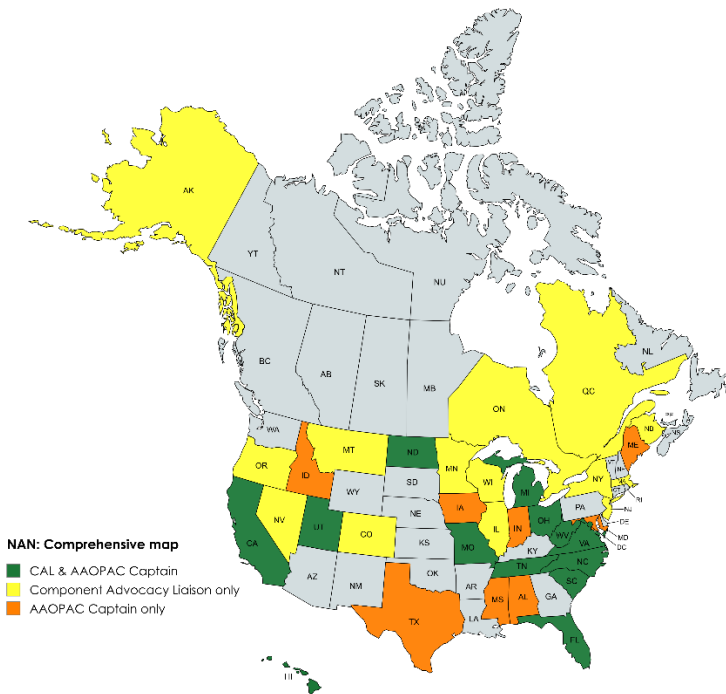 AK
YT
NT
NU
BC
AB
SK
MB
NL
QC
ON
NB
NS
WA
MT
ND
MN
ME
OR
ID
WI
NY
SD
WY
MI
RI
IA
PA
NJ
NE
DE
NV
UT
IL
IN
OH
MD
CO
WV
DC
CA
KS
MO
KY
VA
NAN: Comprehensive map
TN
NC
CAL & AAOPAC Captain
OK
AR
SC
AZ
NM
Component Advocacy Liaison only
MS
AL
GA
AAOPAC Captain only
TX
LA
FL
HI